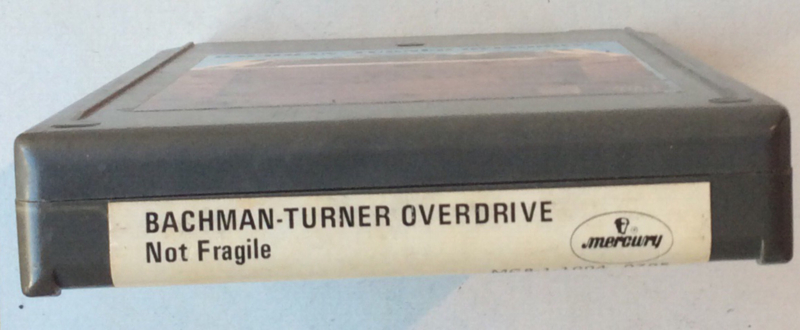 BACHMAN-TURNER OVERDRIVE
Not Fragile
mercury